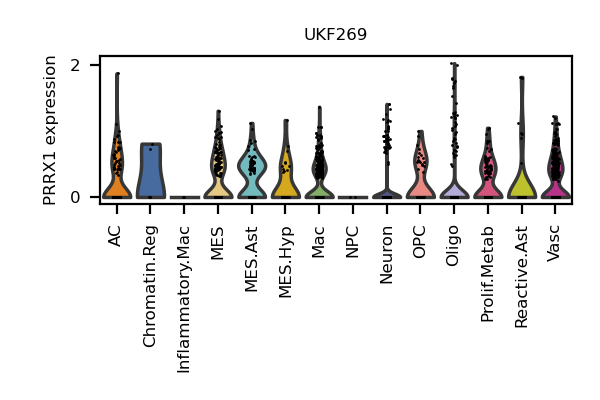 UKF269
PRRX1 expression
2
0
AC
Chromatin.Reg
Inflammatory.Mac
MES
MES.Ast
MES.Hyp
Mac
NPC
Neuron
OPC
Oligo
Prolif.Metab
Reactive.Ast
Vasc